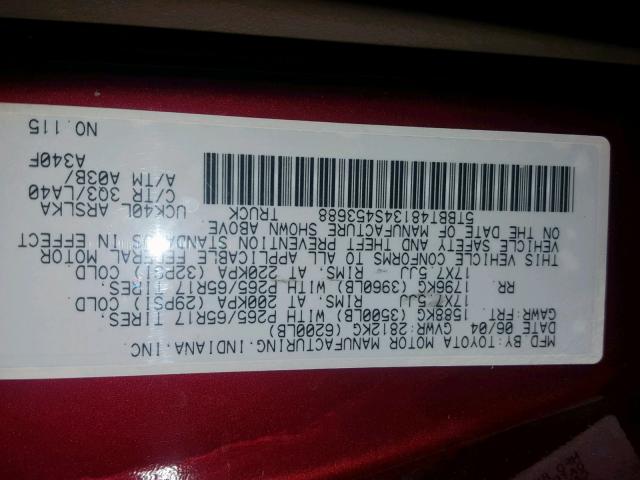 MFD BY:TOYOTA MOTOR MANUFACTURING.INDIANA.INC.
DATE 06/04 GVWR:2812KG (6200LB)
GAWR:FRT. 1588KG (3500LB) WITH P265/65R17 TIRES.
17X7.5JJ RIMS, AT 200KPA (29PSI) COLD
RR. 1796KG (3960LB) WITH P265/65R17 TIRES.
17X7.5JJ RIMS, AT 220KPA (32PSI) COLD
THIS VEHICLE CONFORMS TO ALL APPLICABLE FEDERAL MOTOR
VEHICLE SAFETY AND THEFT PREVENTION STANDARDS IN EFFECT
ON THE DATE OF MANUFACTURE SHOWN ABOVE
5TBBT48134S453688 TRUCK
UCK40L ARSLKA
C/TR 3Q3/LA40
A/TM A03B/
A340F
NO.115